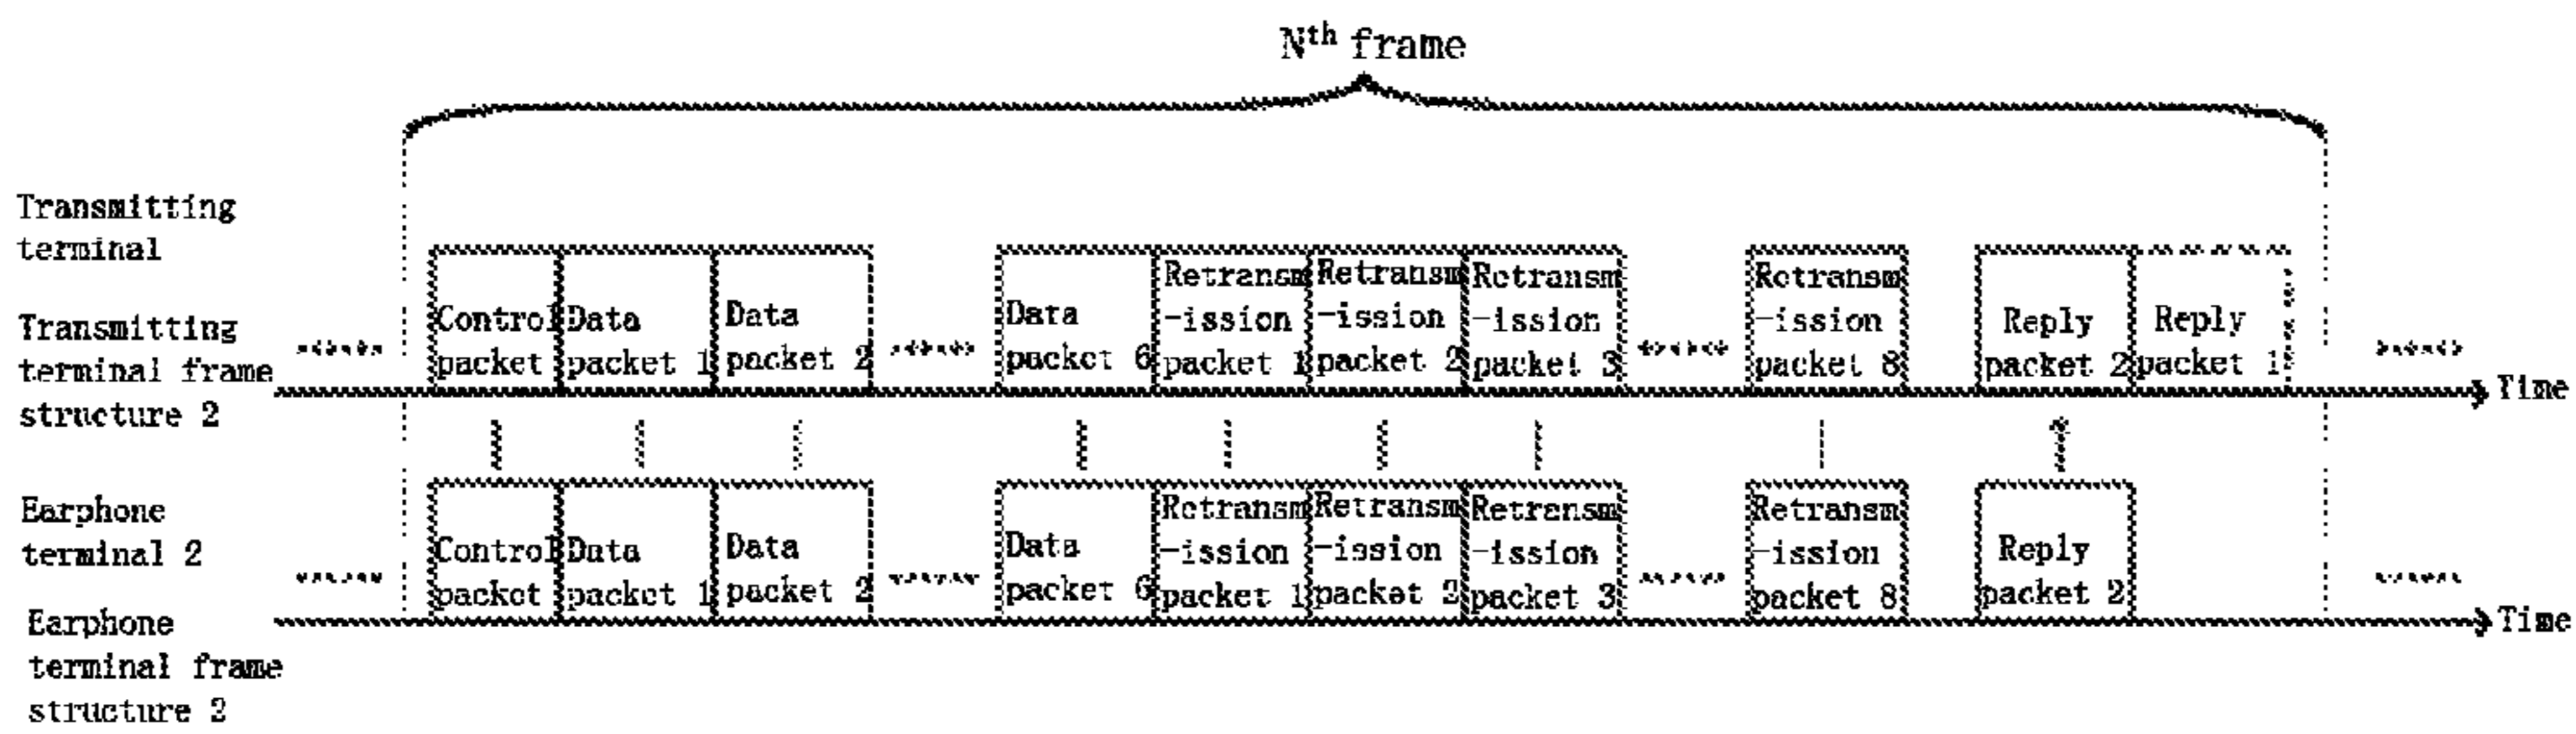 Nth frame
Transmitting
terminal
Transmitting
terminal frame
structure 2
Control
packet
Data
packet 1
Data
packet 2
Data
packet 6
Retransm
-ission
packet 1
Retransm
-ission
packet 2
Retransm
-ission
packet 3
Retransm
-ission
packet 8
Reply
packet 2
Reply
packet 1
Time
Earphone
terminal 2
Earphone
terminal frame
structure 2
Control
packet
Data
packet 1
Data
packet 2
Data
packet 6
Retransm
-ission
packet 1
Retransm
-ission
packet 2
Retransm
-ission
packet 3
Retransm
-ission
packet 8
Reply
packet 2
Time